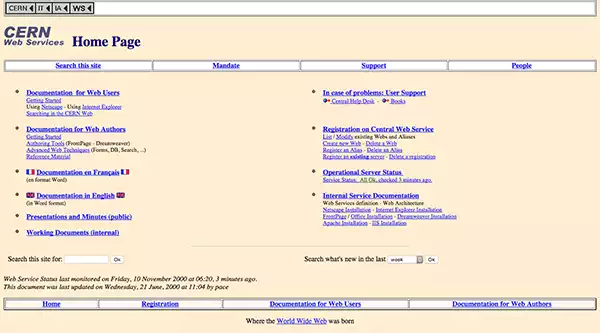 CERN IT IA WS
CERN
Web Services
Home Page
Search this site Mandate Support People
Documentation for Web Users
Getting Started
Using Netscape - Using Internet Explorer
Searching in the CERN Web
In case of problems: User Support
Central Help Desk - Books
Documentation for Web Authors
Getting Started
Authoring Tools (FrontPage - Dreamweaver)
Advanced Web Techniques (Forms, DB, Search, ...)
Reference Material
Registration on Central Web Service
List / Modify existing Webs and Aliases
Create new Web - Delete a Web
Register an Alias - Delete an Alias
Register an existing server - Delete a registration
Documentation en Français
(en format Word)
Operational Server Status
Service Status: All Ok, checked 3 minutes ago.
Documentation in English
(in Word format)
Internal Service Documentation
Web Services definition - Web Architecture
Netscape Installation - Internet Explorer Installation
FrontPage / Office Installation - Dreamweaver Installation
Apache Installation - IIS Installation
Presentations and Minutes (public)
Working Documents (internal)
Search this site for: Ok
Search what's new in the last week Ok
Web Service Status last monitored on Friday, 10 November 2000 at 06:20, 3 minutes ago.
This document was last updated on Wednesday, 21 June, 2000 at 11:04 by pace
Home Registration Documentation for Web Users Documentation for Web Authors
Where the World Wide Web was born